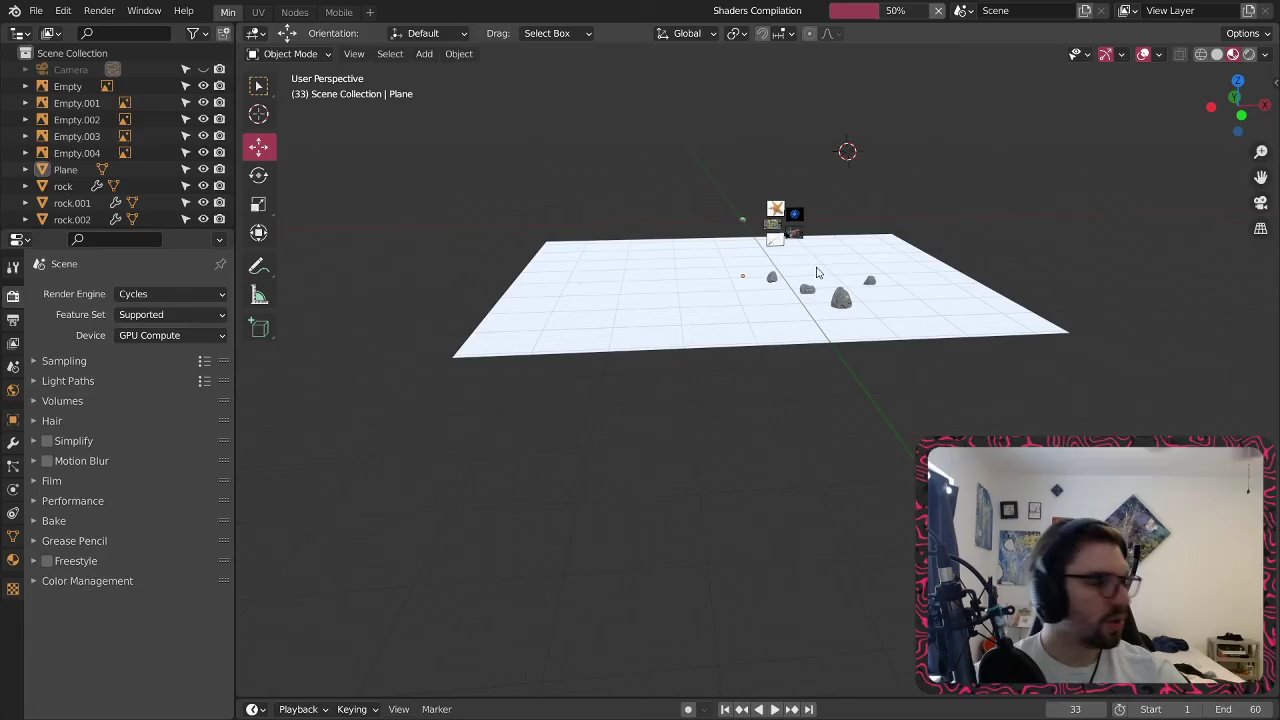 File Edit Render Window Help Min UV Nodes Mobile + Shaders Compilation 50% Scene View Layer
Orientation: Default Drag: Select Box Global Options
Scene Collection
Camera
Empty
Empty.001
Empty.002
Empty.003
Empty.004
Plane
rock
rock.001
rock.002
Object Mode View Select Add Object
User Perspective
(33) Scene Collection | Plane
Z
Y
X
Scene
Render Engine Cycles
Feature Set Supported
Device GPU Compute
Sampling
Light Paths
Volumes
Hair
Simplify
Motion Blur
Film
Performance
Bake
Grease Pencil
Freestyle
Color Management
Playback Keying View Marker 33 Start 1 End 60